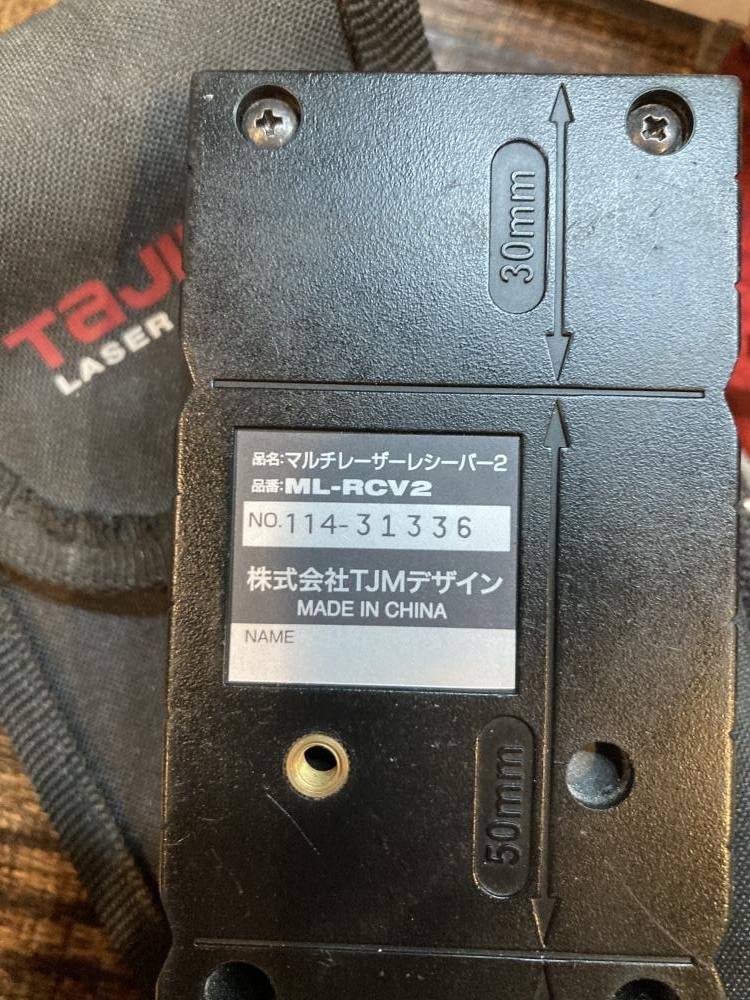 30mm
TaJI
LASER
品名:マルチレーザーレシーバー2
品番:ML-RCV2
NO.114-31336
株式会社TJMデザイン
MADE IN CHINA
NAME
50mm